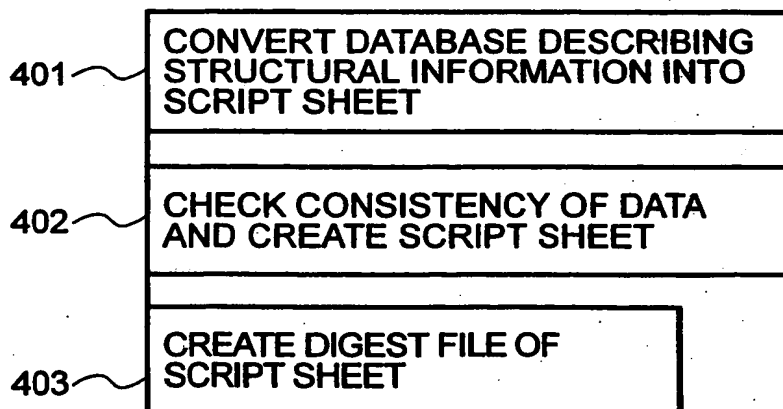 401
CONVERT DATABASE DESCRIBING
STRUCTURAL INFORMATION INTO
SCRIPT SHEET
402
CHECK CONSISTENCY OF DATA
AND CREATE SCRIPT SHEET
403
CREATE DIGEST FILE OF
SCRIPT SHEET